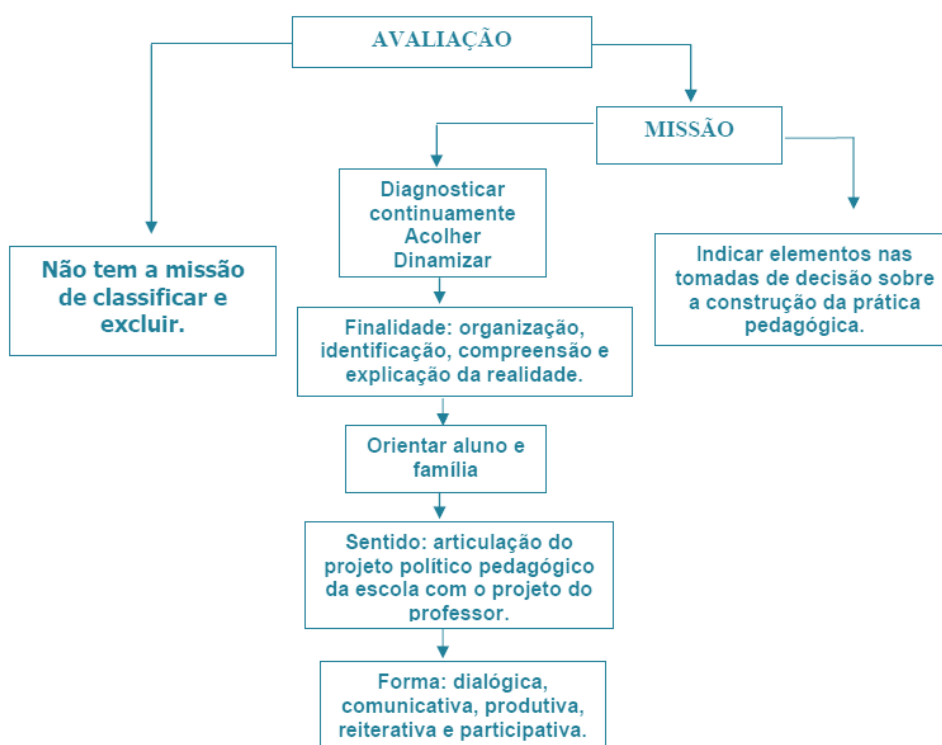 AVALIAÇÃO
MISSÃO
Diagnosticar
continuamente
Acolher
Dinamizar
Não tem a missão
de classificar e
excluir.
Indicar elementos nas
tomadas de decisão sobre
a construção da prática
pedagógica.
Finalidade: organização,
identificação, compreensão e
explicação da realidade.
Orientar aluno e
família
Sentido: articulação do
projeto político pedagógico
da escola com o projeto do
professor.
Forma: dialógica,
comunicativa, produtiva,
reiterativa e participativa.